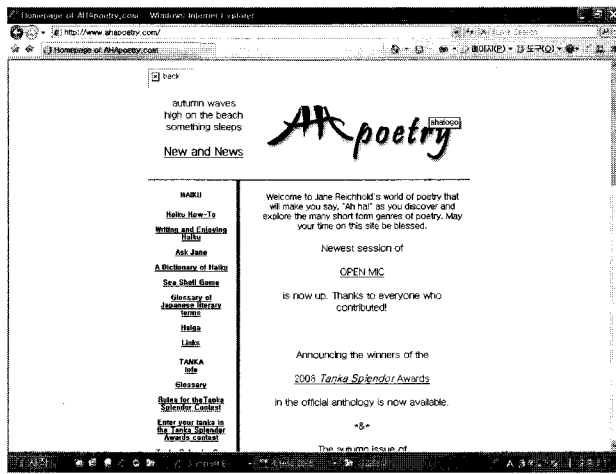 Homepage of AHApoetry.com - Windows Internet Explorer
http://www.ahapoetry.com/
Homepage of AHApoetry.com
back
autumn waves
high on the beach
something sleeps
New and News
AHA poetry
ahalogo
HAIKU
Haiku How-To
Writing and Enjoying
Haiku
Ask Jane
A Dictionary of Haiku
Sea Shell Game
Glossary of
Japanese literary
terms
Haiga
Links
TANKA
Info
Glossary
Rules for the Tanka
Splendor Contest
Enter your tanka in
the Tanka Splendor
Awards contest
Welcome to Jane Reichhold's world of poetry that
will make you say, "Ah ha!" as you discover and
explore the many short form genres of poetry. May
your time on this site be blessed.
Newest session of
OPEN MIC
is now up. Thanks to everyone who
contributed!
Announcing the winners of the
2008 Tanka Splendor Awards
in the official anthology is now available.
*&*
The autumn issue of